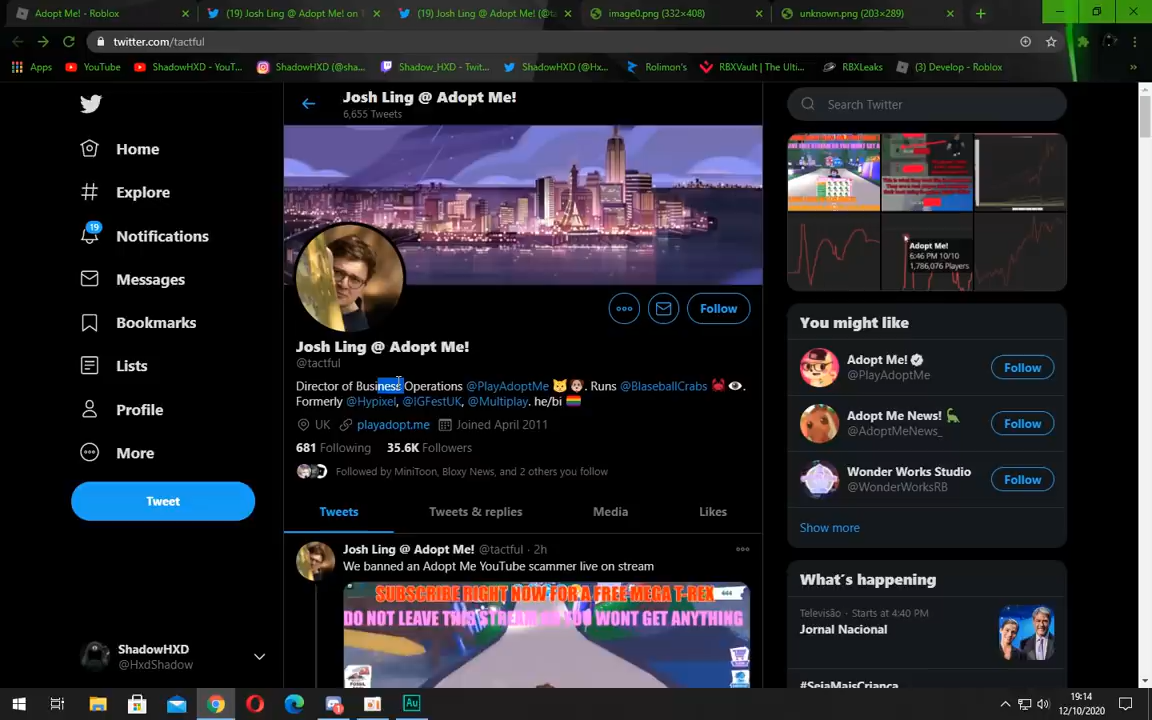 Adopt Me! - Roblox
(19) Josh Ling @ Adopt Me! on
(19) Josh Ling @ Adopt Me! (@ta
image0.png (332×408)
unknown.png (203×289)
twitter.com/tactful
Apps
YouTube
ShadowHXD - YouT...
ShadowHXD (@sha...
Shadow_HXD - Twit...
ShadowHXD (@Hx...
Rolimon's
RBXVault | The Ulti...
RBXLeaks
(3) Develop - Roblox
Home
Explore
19
Notifications
Messages
Bookmarks
Lists
Profile
More
Tweet
ShadowHXD
@HxdShadow
Josh Ling @ Adopt Me!
6,655 Tweets
Follow
Josh Ling @ Adopt Me!
@tactful
Director of Business Operations @PlayAdoptMe 🐱🐵. Runs @BlaseballCrabs 🦀👁. 
Formerly @Hypixel, @iGFestUK, @Multiplay. he/bi 🏳️‍🌈
UK playadopt.me Joined April 2011
681 Following 35.6K Followers
Followed by MiniToon, Bloxy News, and 2 others you follow
Tweets
Tweets & replies
Media
Likes
Josh Ling @ Adopt Me! @tactful · 2h
We banned an Adopt Me YouTube scammer live on stream
SUBSCRIBE RIGHT NOW FOR A FREE MEGA T-REX
DO NOT LEAVE THIS STREAM OR YOU WONT GET ANYTHING
Search Twitter
Adopt Me!
6:46 PM 10/10
1,786,076 Players
You might like
Adopt Me!
@PlayAdoptMe
Follow
Adopt Me News!
@AdoptMeNews_
Follow
Wonder Works Studio
@WonderWorksRB
Follow
Show more
What's happening
Televisão · Starts at 4:40 PM
Jornal Nacional
#SejaMaisCriança
19:14
12/10/2020